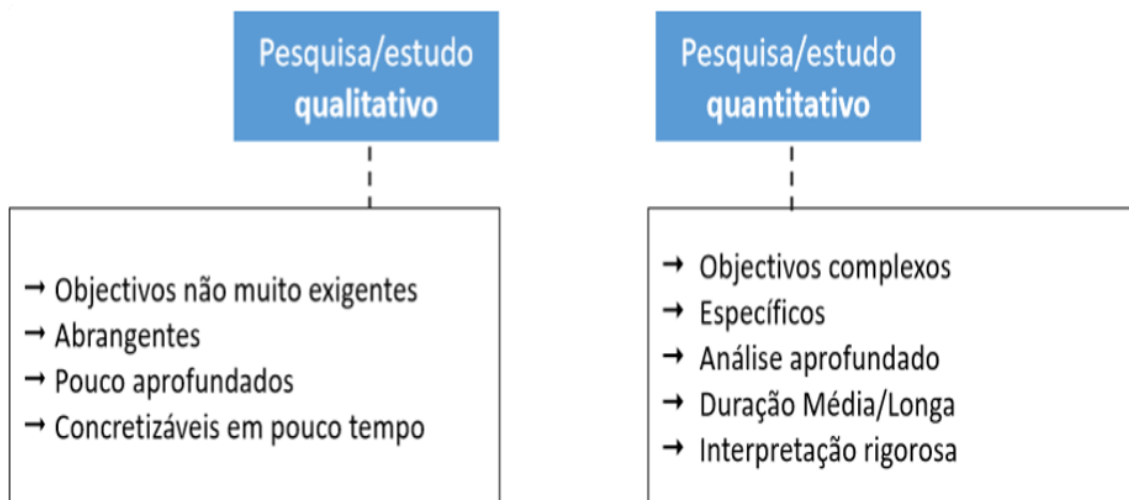 Pesquisa/estudo
qualitativo
→ Objectivos não muito exigentes
→ Abrangentes
→ Pouco aprofundados
→ Concretizáveis em pouco tempo
Pesquisa/estudo
quantitativo
→ Objectivos complexos
→ Específicos
→ Análise aprofundado
→ Duração Média/Longa
→ Interpretação rigorosa